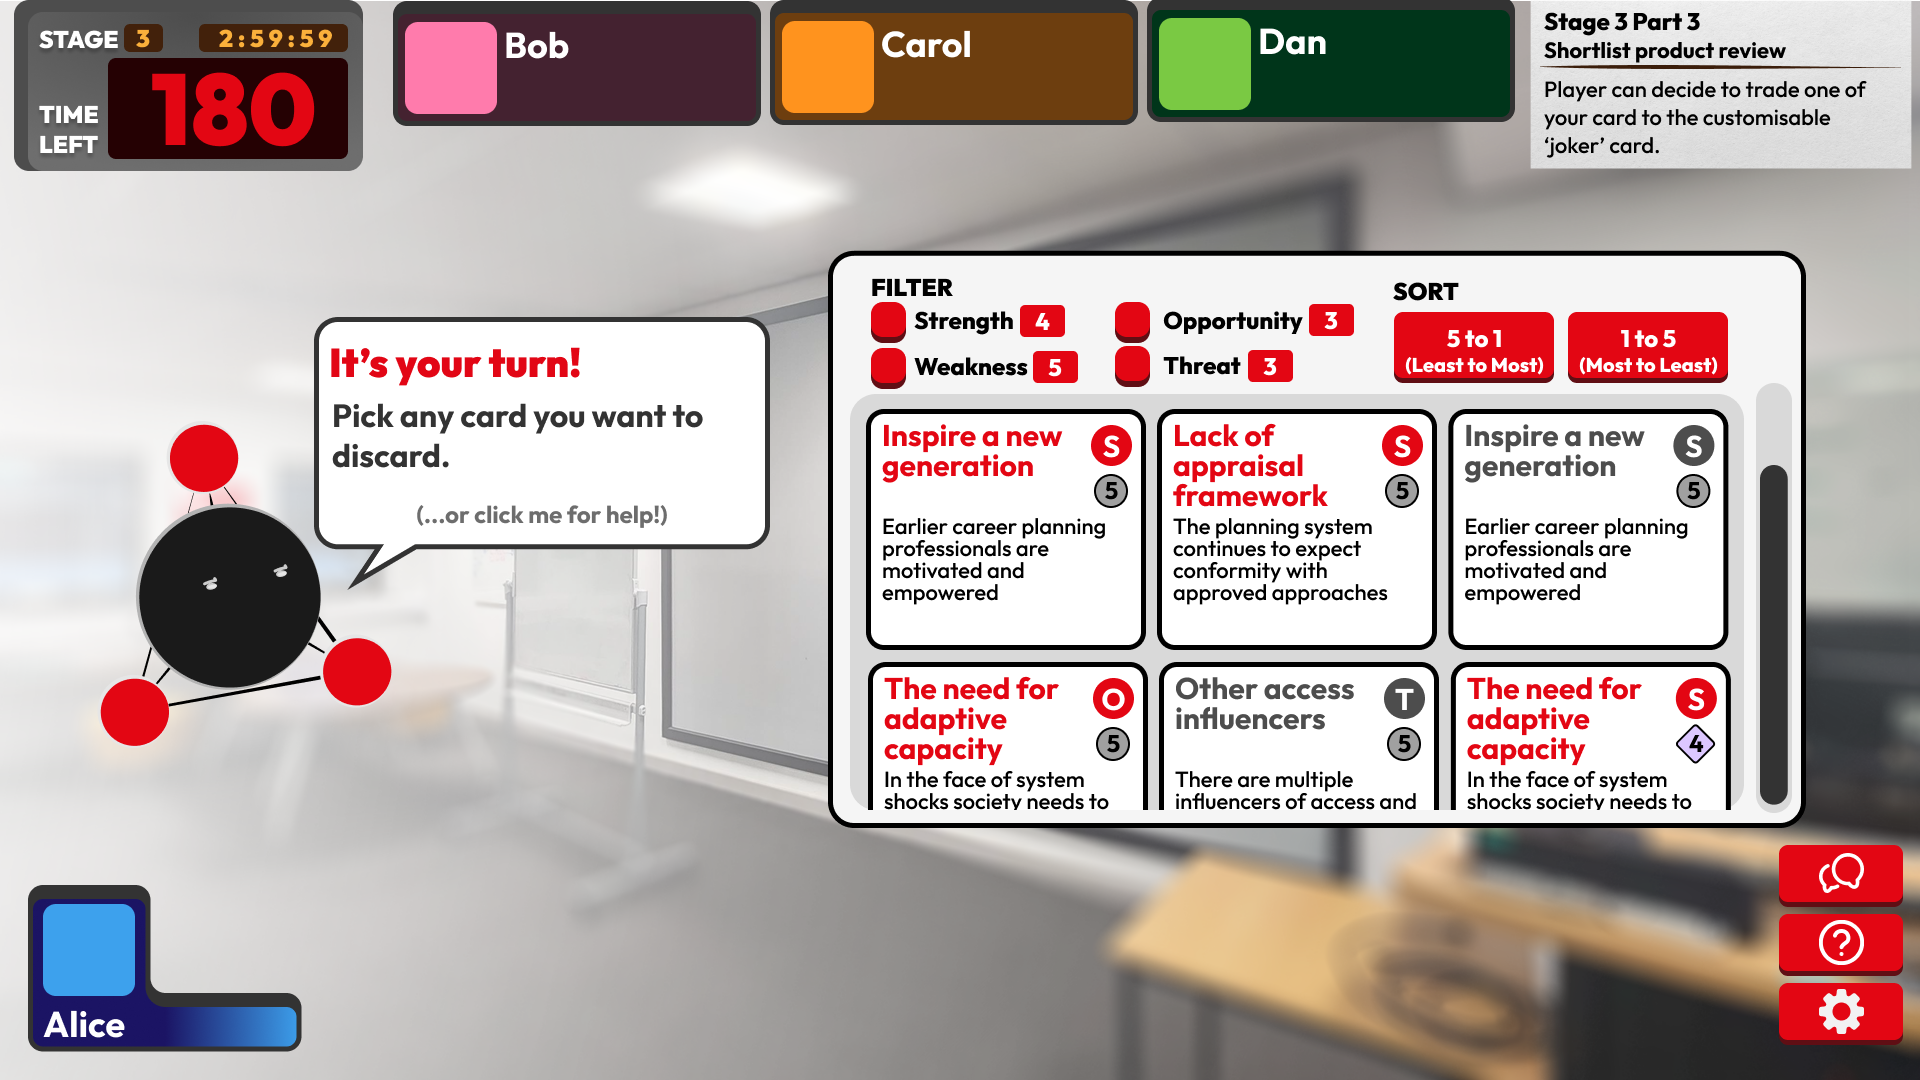 STAGE 3 2:59:59
TIME
LEFT
180
Bob
Carol
Dan
Stage 3 Part 3
Shortlist product review
Player can decide to trade one of
your card to the customisable
‘joker’ card.
It’s your turn!
Pick any card you want to
discard.
(...or click me for help!)
FILTER
Strength 4
Opportunity 3
Weakness 5
Threat 3
SORT
5 to 1
(Least to Most)
1 to 5
(Most to Least)
Inspire a new
generation
S
5
Earlier career planning
professionals are
motivated and
empowered
Lack of
appraisal
framework
S
5
The planning system
continues to expect
conformity with
approved approaches
Inspire a new
generation
S
5
Earlier career planning
professionals are
motivated and
empowered
The need for
adaptive
capacity
O
5
In the face of system
shocks society needs to
Other access
influencers
T
5
There are multiple
influencers of access and
The need for
adaptive
capacity
S
4
In the face of system
shocks society needs to
Alice
?